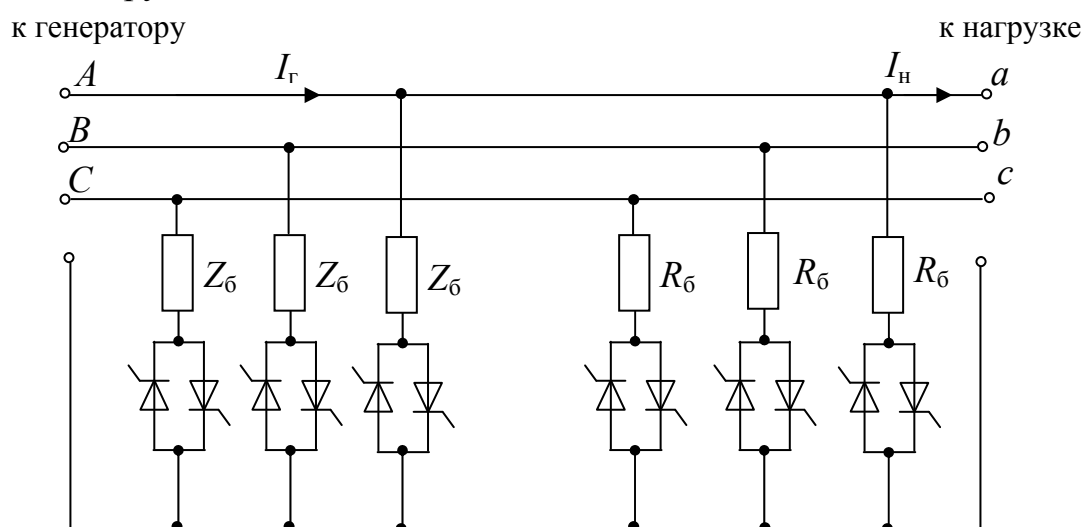 к генератору к нагрузке
A Iг Iн a
B b
C c
Zб Zб Zб Rб Rб Rб